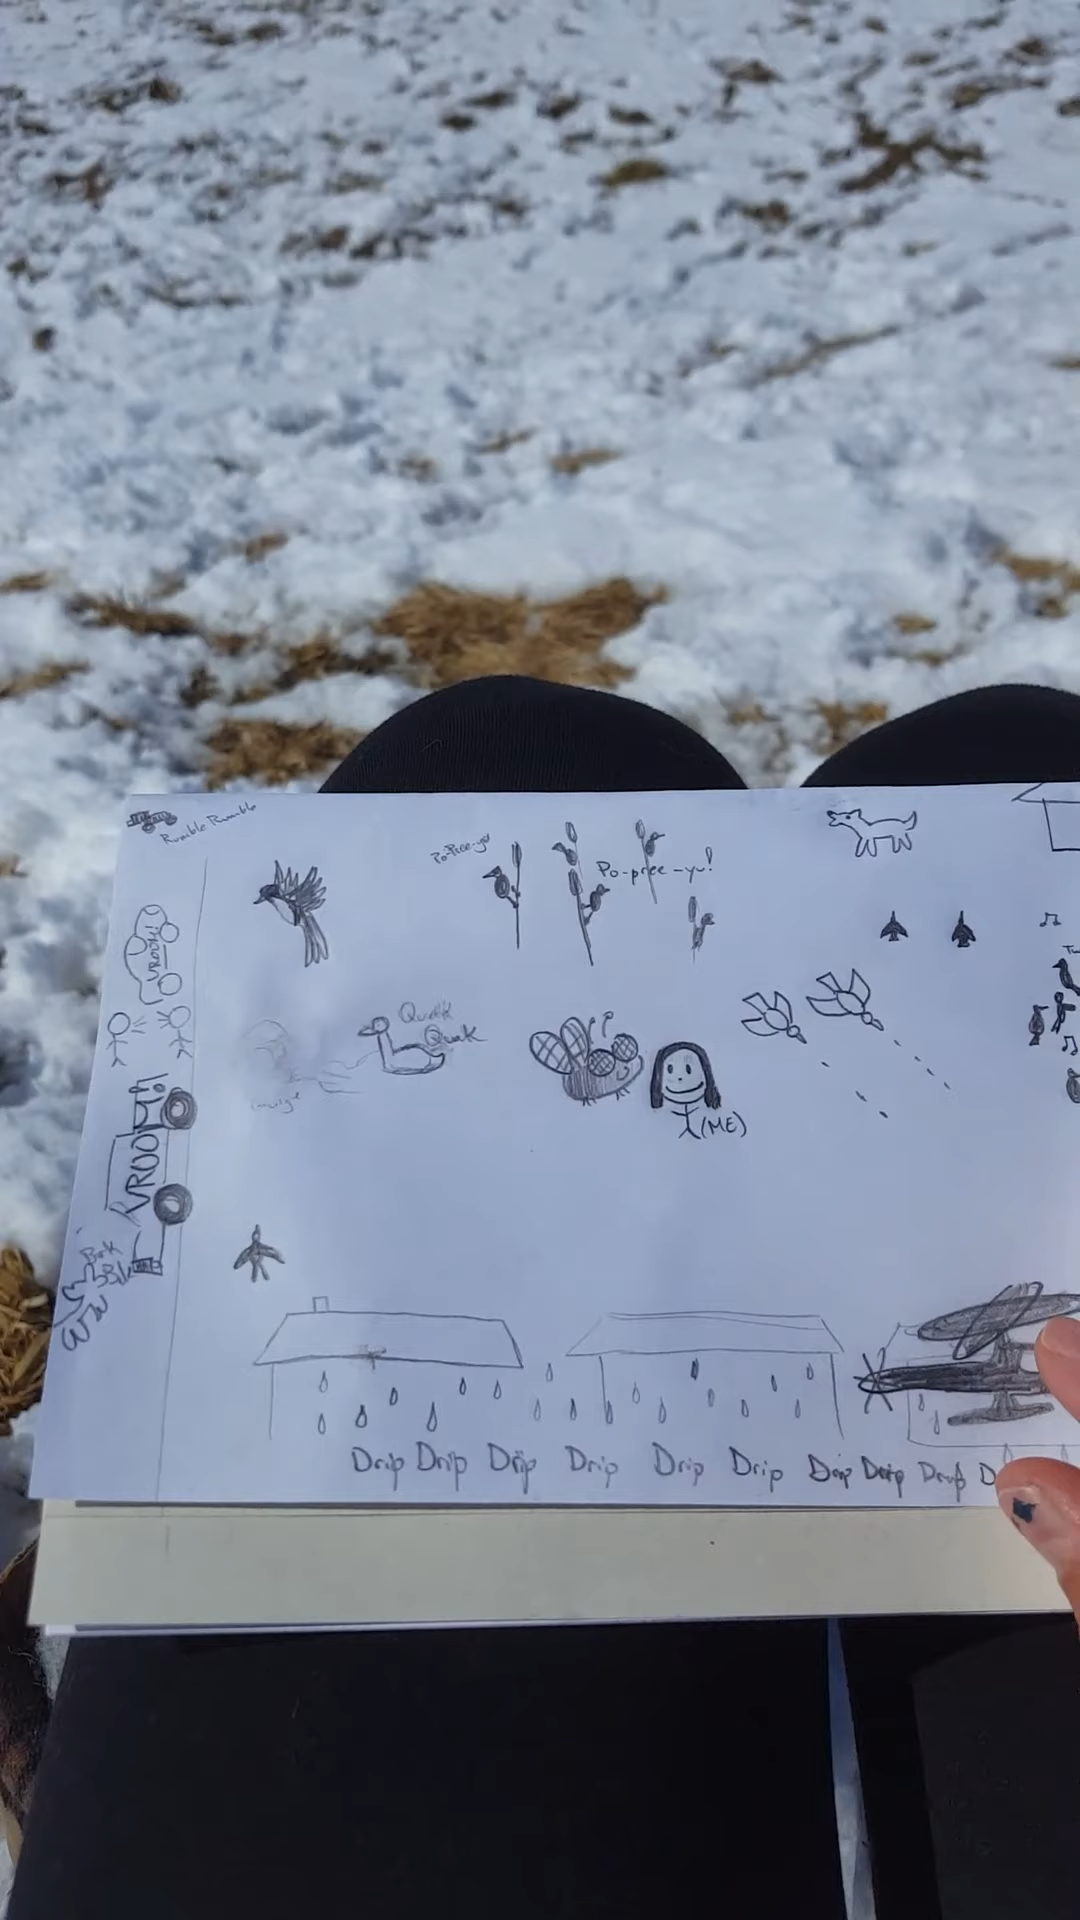 Rumble Rumble
Po-Pree-yu
Po-pree-yu!
VROOM!
Quack
Quak
(ME)
VROOM!
Drip Drip Drip Drip Drip Drip Drip Drip Drip